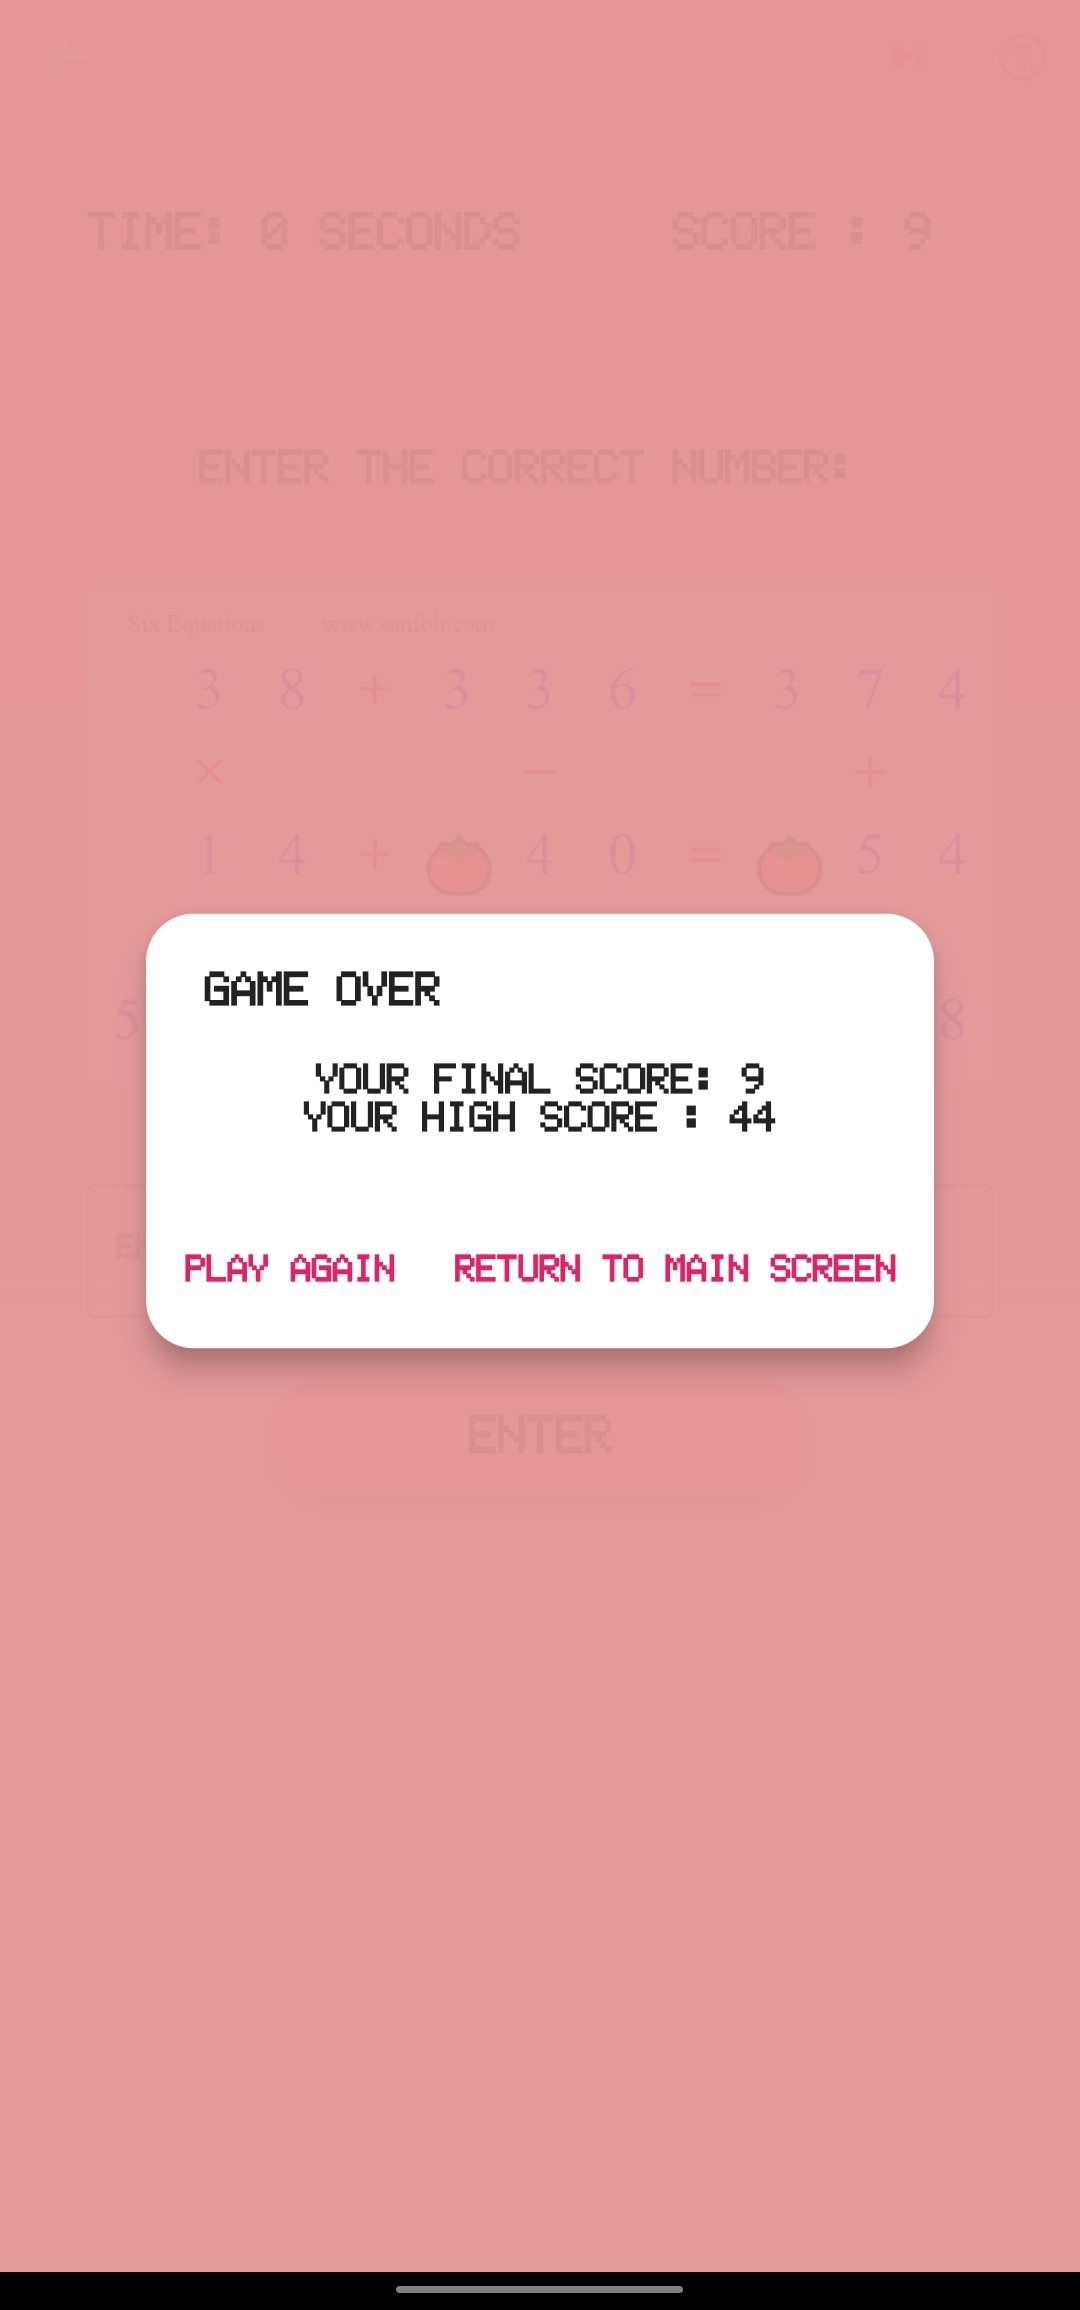 TIME: 0 SECONDS SCORE : 9
ENTER THE CORRECT NUMBER:
Six Equations www.sanfoh.com
3 8 + 3 3 6 = 3 7 4
× − +
1 4 + 4 0 = 5 4
5 8
GAME OVER
YOUR FINAL SCORE: 9
YOUR HIGH SCORE : 44
PLAY AGAIN RETURN TO MAIN SCREEN
ENTER